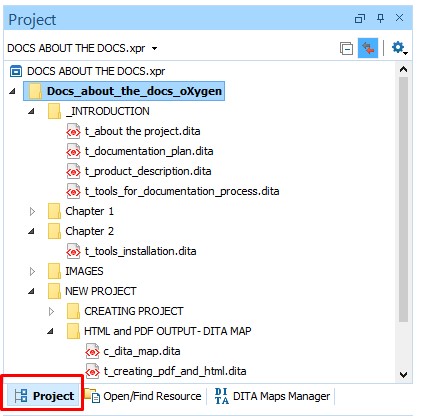 Project
DOCS ABOUT THE DOCS.xpr
DOCS ABOUT THE DOCS.xpr
Docs_about_the_docs_oXygen
_INTRODUCTION
t_about the project.dita
t_documentation_plan.dita
t_product_description.dita
t_tools_for_documentation_process.dita
Chapter 1
Chapter 2
t_tools_installation.dita
IMAGES
NEW PROJECT
CREATING PROJECT
HTML and PDF OUTPUT- DITA MAP
c_dita_map.dita
t_creating_pdf_and_html.dita
Project Open/Find Resource DITA DITA Maps Manager